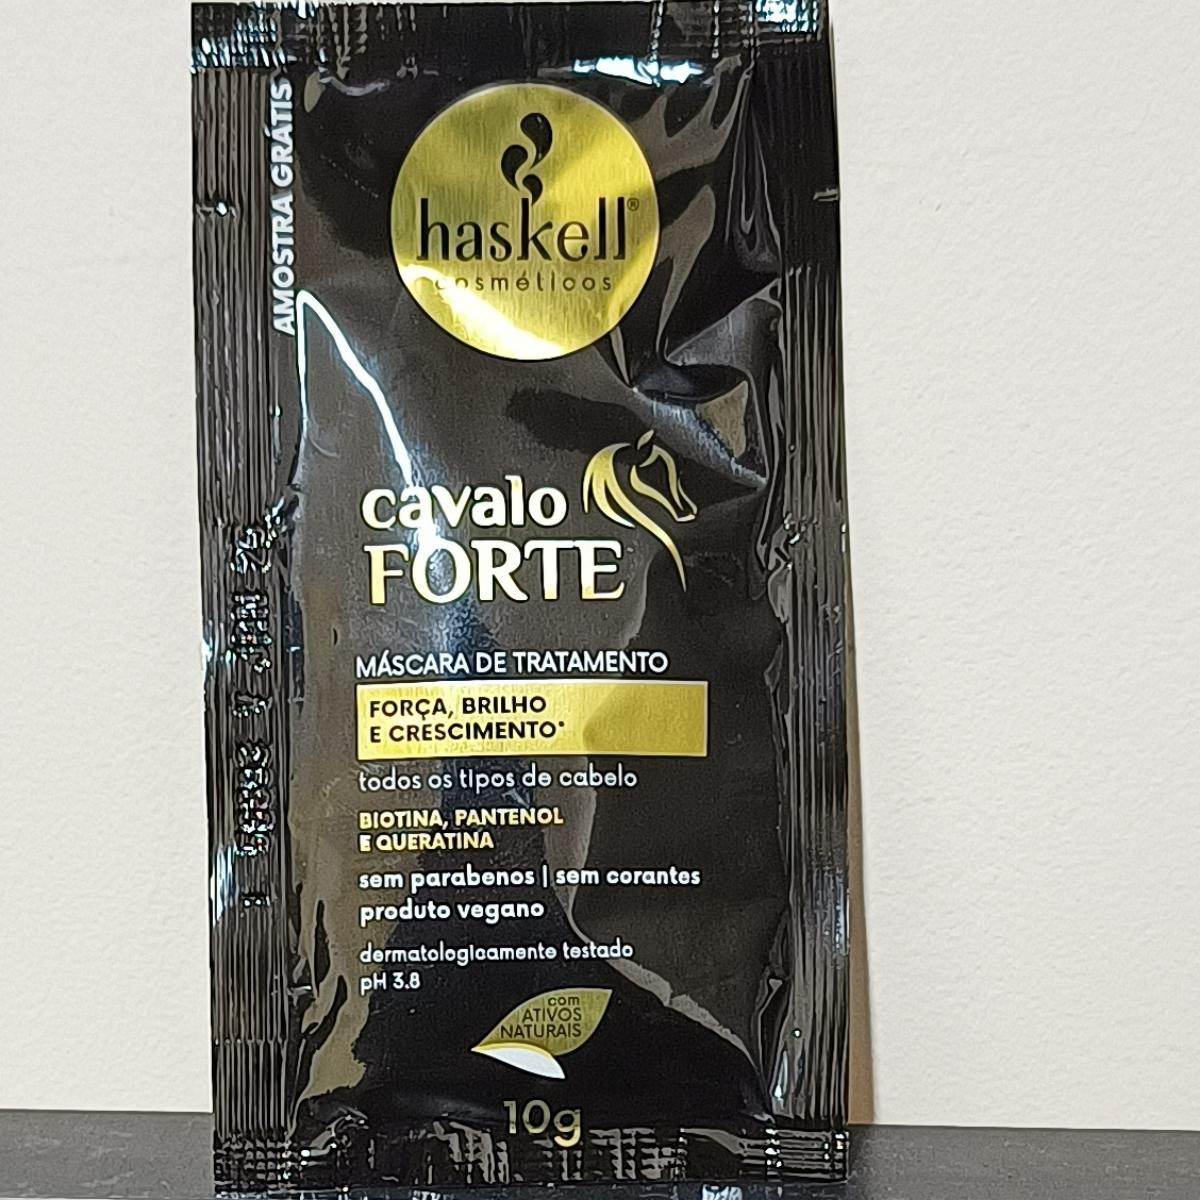 AMOSTRA GRÁTIS
haskell®
cosméticos
cavalo
FORTE
MÁSCARA DE TRATAMENTO
FORÇA, BRILHO
E CRESCIMENTO*
todos os tipos de cabelo
BIOTINA, PANTENOL
E QUERATINA
sem parabenos | sem corantes
produto vegano
dermatologicamente testado
pH 3.8
com
ATIVOS
NATURAIS
10g